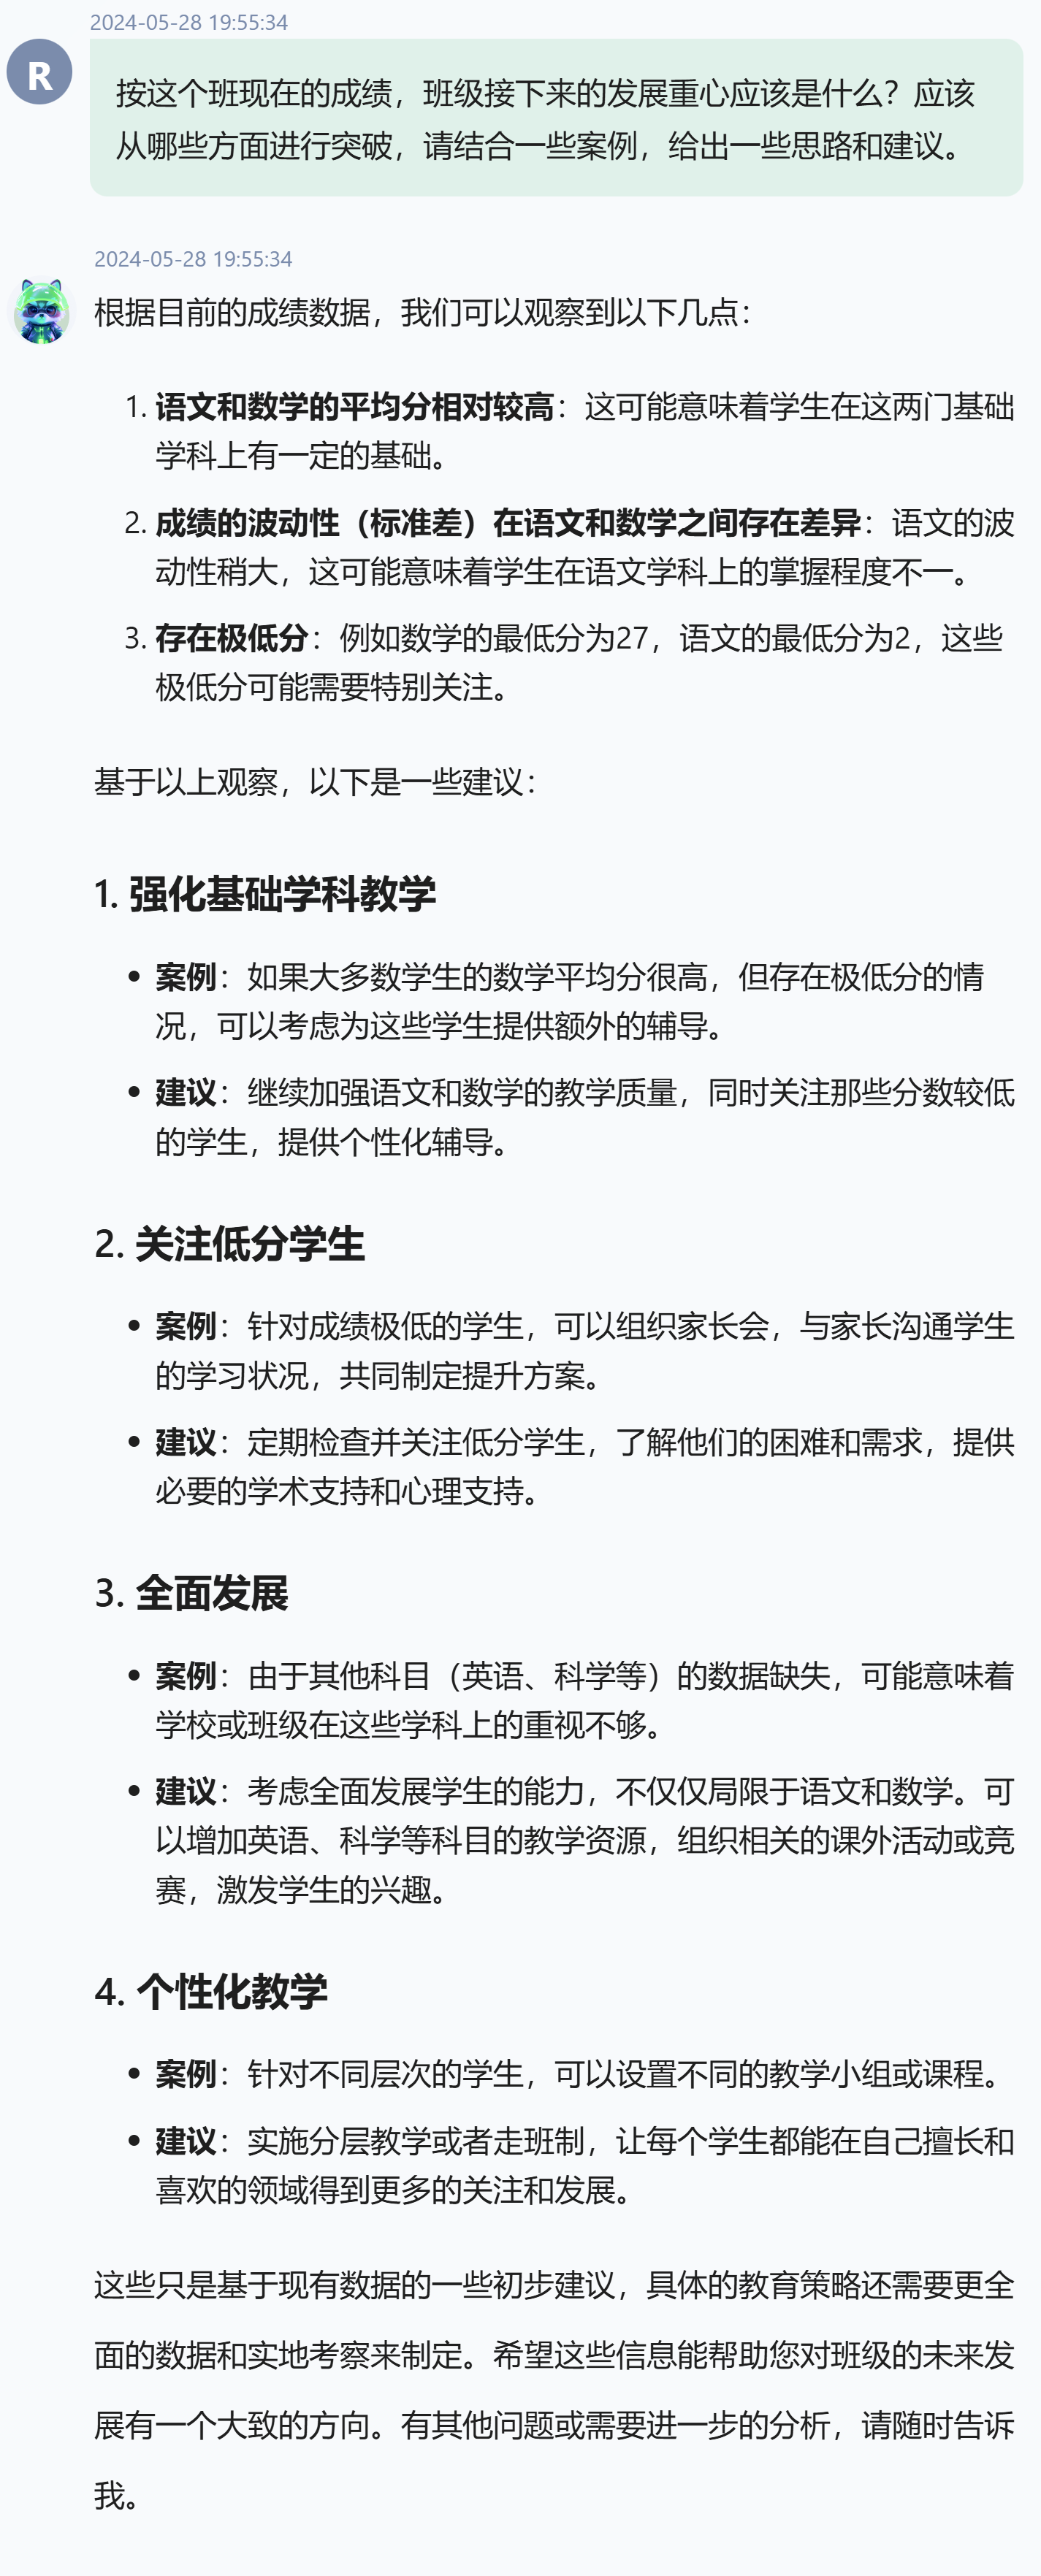 2024-05-28 19:55:34
R
按这个班现在的成绩，班级接下来的发展重心应该是什么？应该
从哪些方面进行突破，请结合一些案例，给出一些思路和建议。
2024-05-28 19:55:34
根据目前的成绩数据，我们可以观察到以下几点：
1. 语文和数学的平均分相对较高：这可能意味着学生在这两门基础
学科上有一定的基础。
2. 成绩的波动性（标准差）在语文和数学之间存在差异：语文的波
动性稍大，这可能意味着学生在语文学科上的掌握程度不一。
3. 存在极低分：例如数学的最低分为27，语文的最低分为2，这些
极低分可能需要特别关注。
基于以上观察，以下是一些建议：
1. 强化基础学科教学
• 案例：如果大多数学生的数学平均分很高，但存在极低分的情
况，可以考虑为这些学生提供额外的辅导。
• 建议：继续加强语文和数学的教学质量，同时关注那些分数较低
的学生，提供个性化辅导。
2. 关注低分学生
• 案例：针对成绩极低的学生，可以组织家长会，与家长沟通学生
的学习状况，共同制定提升方案。
• 建议：定期检查并关注低分学生，了解他们的困难和需求，提供
必要的学术支持和心理支持。
3. 全面发展
• 案例：由于其他科目（英语、科学等）的数据缺失，可能意味着
学校或班级在这些学科上的重视不够。
• 建议：考虑全面发展学生的能力，不仅仅局限于语文和数学。可
以增加英语、科学等科目的教学资源，组织相关的课外活动或竞
赛，激发学生的兴趣。
4. 个性化教学
• 案例：针对不同层次的学生，可以设置不同的教学小组或课程。
• 建议：实施分层教学或者走班制，让每个学生都能在自己擅长和
喜欢的领域得到更多的关注和发展。
这些只是基于现有数据的一些初步建议，具体的教育策略还需要更全
面的数据和实地考察来制定。希望这些信息能帮助您对班级的未来发
展有一个大致的方向。有其他问题或需要进一步的分析，请随时告诉
我。